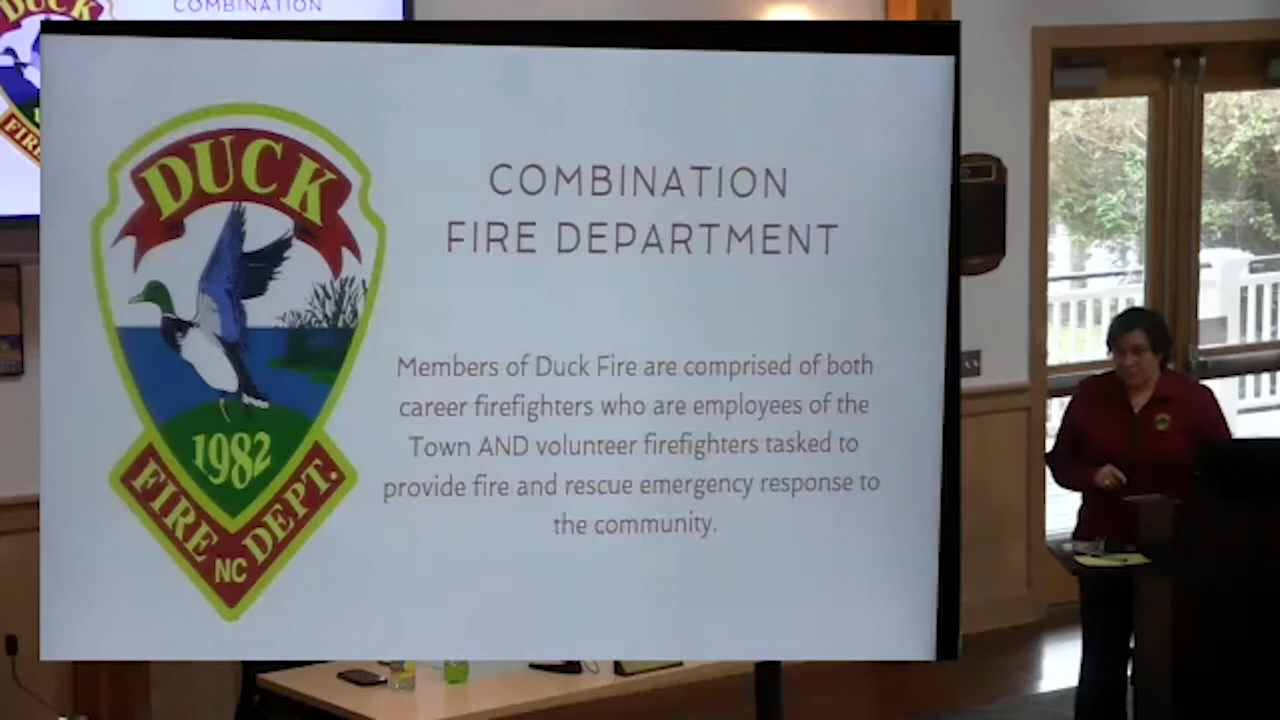 DUCK
COMBINATION
FIRE
DUCK
1982
FIRE DEPT.
NC
COMBINATION
FIRE DEPARTMENT
Members of Duck Fire are comprised of both
career firefighters who are employees of the
Town AND volunteer firefighters tasked to
provide fire and rescue emergency response to
the community.